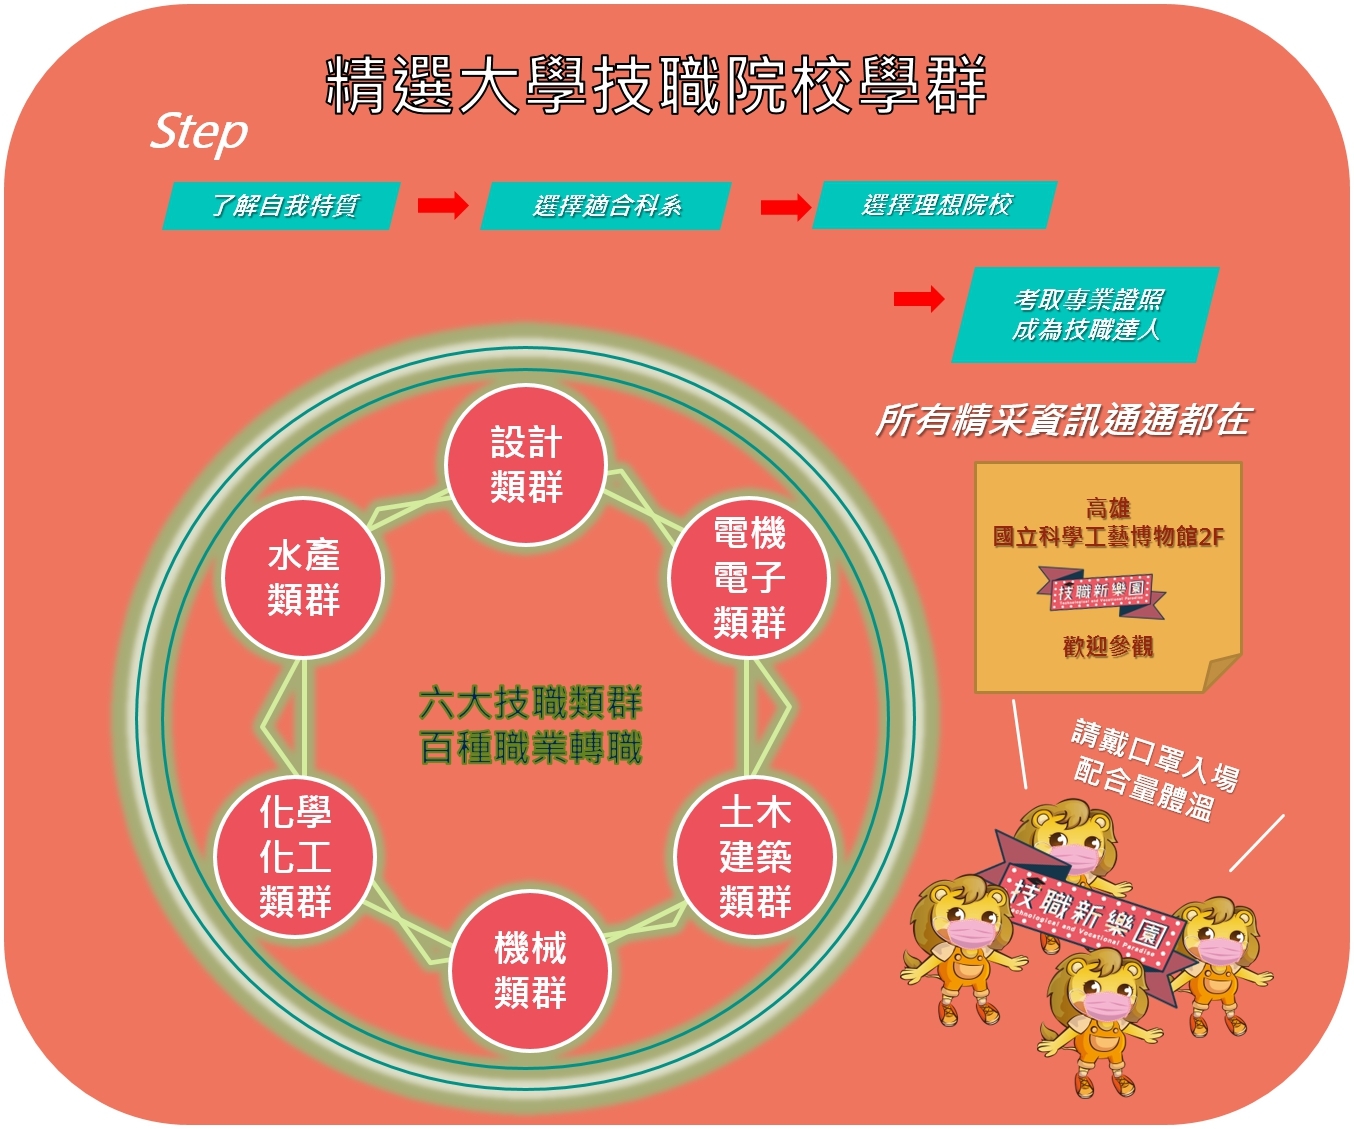 精選大學技職院校學群
Step
了解自我特質
選擇適合科系
選擇理想院校
考取專業證照
成為技職達人
所有精采資訊通通都在
高雄
國立科學工藝博物館2F
技職新樂園
Technological and Vocational Paradise
歡迎參觀
設計
類群
電機
電子
類群
水產
類群
六大技職類群
百種職業轉職
化學
化工
類群
土木
建築
類群
機械
類群
請戴口罩入場
配合量體溫
技職新樂園
Technological and Vocational Paradise